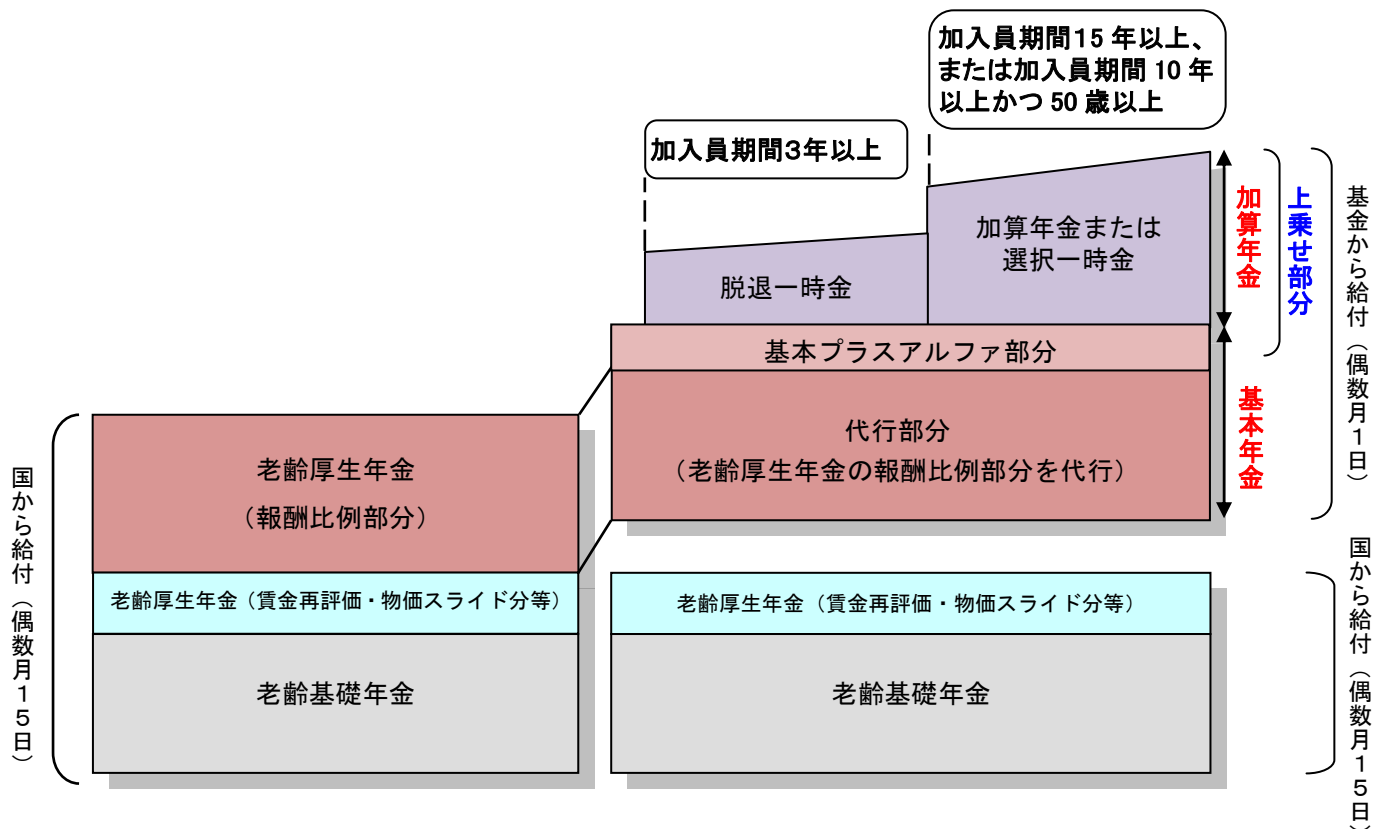 加入員期間15年以上、
または加入員期間 10 年
以上かつ 50 歳以上
加入員期間3年以上
加算年金または
選択一時金
脱退一時金
加算年金
上乗せ部分
基金から給付（偶数月１日）
基本プラスアルファ部分
代行部分
（老齢厚生年金の報酬比例部分を代行）
基本年金
国から給付（偶数月１５日）
老齢厚生年金
（報酬比例部分）
老齢厚生年金（賃金再評価・物価スライド分等）
老齢基礎年金
老齢厚生年金（賃金再評価・物価スライド分等）
老齢基礎年金
国から給付（偶数月１５日）